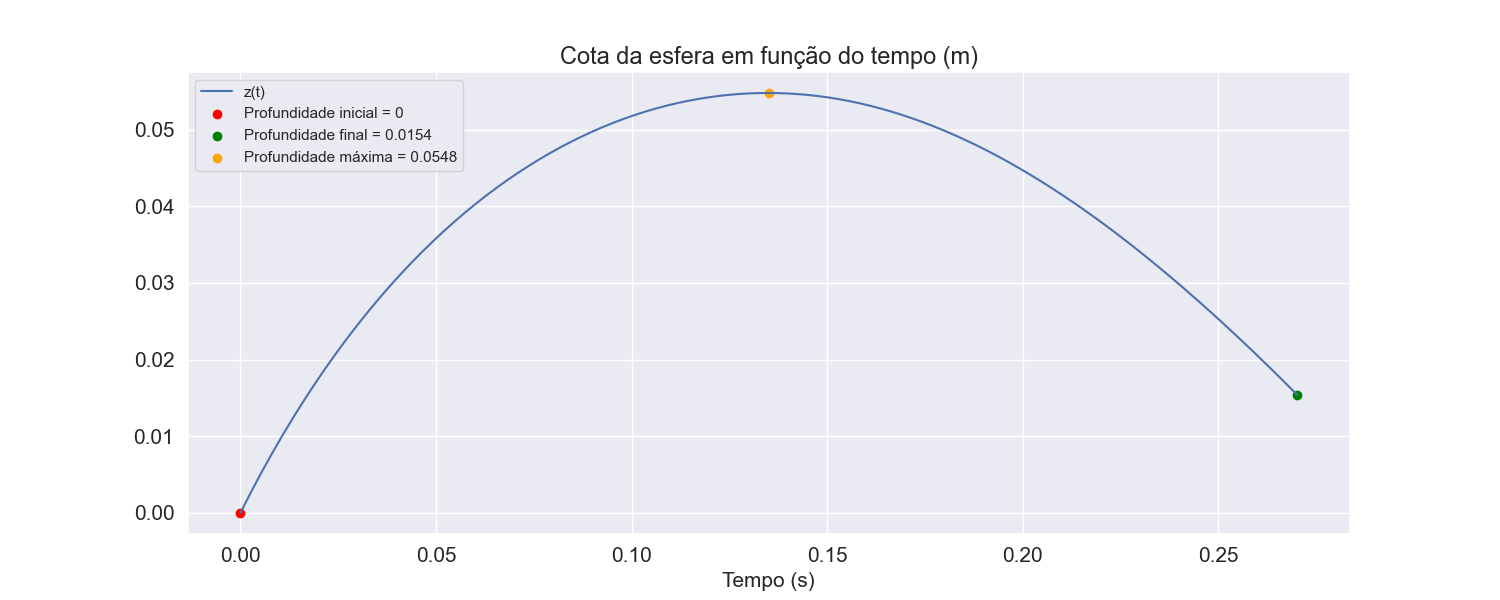 Cota da esfera em função do tempo (m)
z(t)
Profundidade inicial = 0
Profundidade final = 0.0154
Profundidade máxima = 0.0548
0.05
0.04
0.03
0.02
0.01
0.00
0.00 0.05 0.10 0.15 0.20 0.25
Tempo (s)